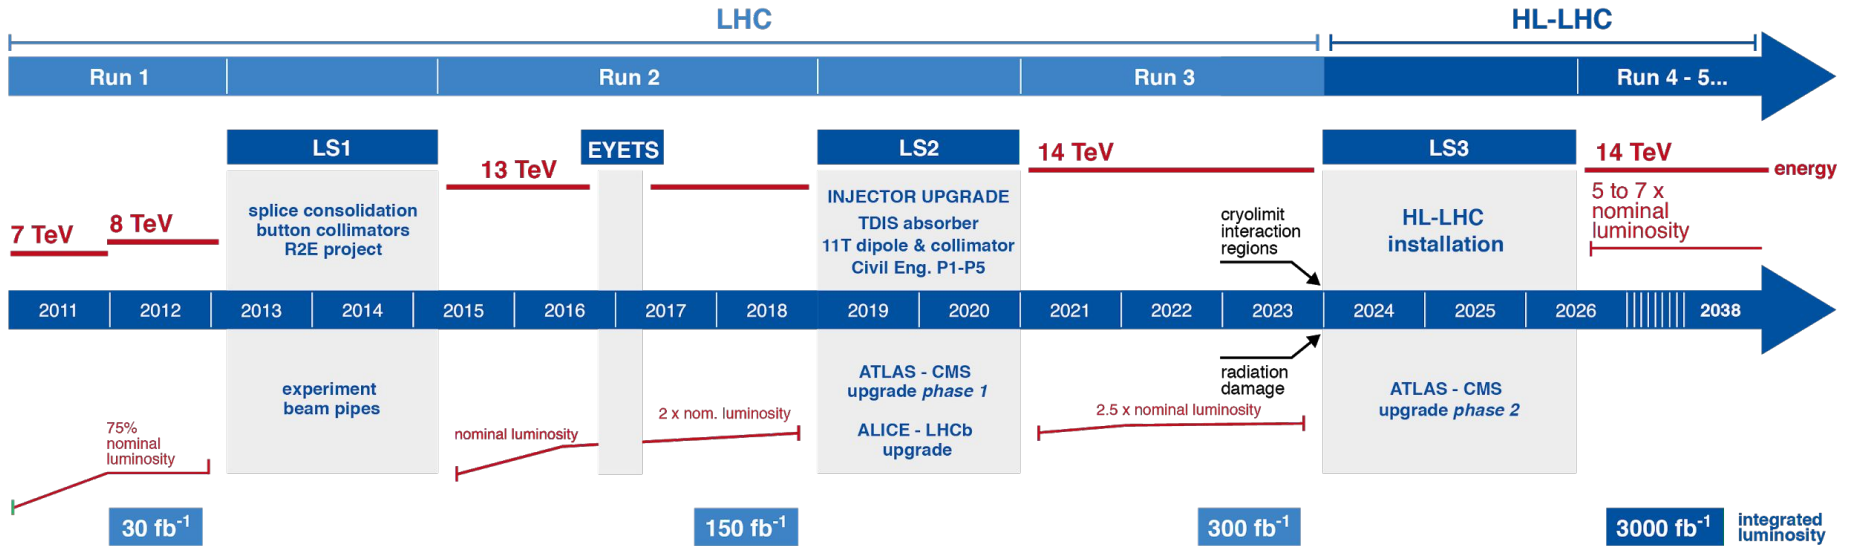 LHC
HL-LHC
Run 1
Run 2
Run 3
Run 4 - 5...
LS1
EYETS
LS2
LS3
13 TeV
14 TeV
14 TeV
energy
7 TeV
8 TeV
splice consolidation
button collimators
R2E project
INJECTOR UPGRADE
TDIS absorber
11T dipole & collimator
Civil Eng. P1-P5
cryolimit
interaction
regions
HL-LHC
installation
5 to 7 x
nominal
luminosity
2011
2012
2013
2014
2015
2016
2017
2018
2019
2020
2021
2022
2023
2024
2025
2026
2038
75%
nominal
luminosity
experiment
beam pipes
nominal luminosity
2 x nom. luminosity
ATLAS - CMS
upgrade phase 1
ALICE - LHCb
upgrade
radiation
damage
2.5 x nominal luminosity
ATLAS - CMS
upgrade phase 2
30 fb⁻¹
150 fb⁻¹
300 fb⁻¹
3000 fb⁻¹
integrated
luminosity